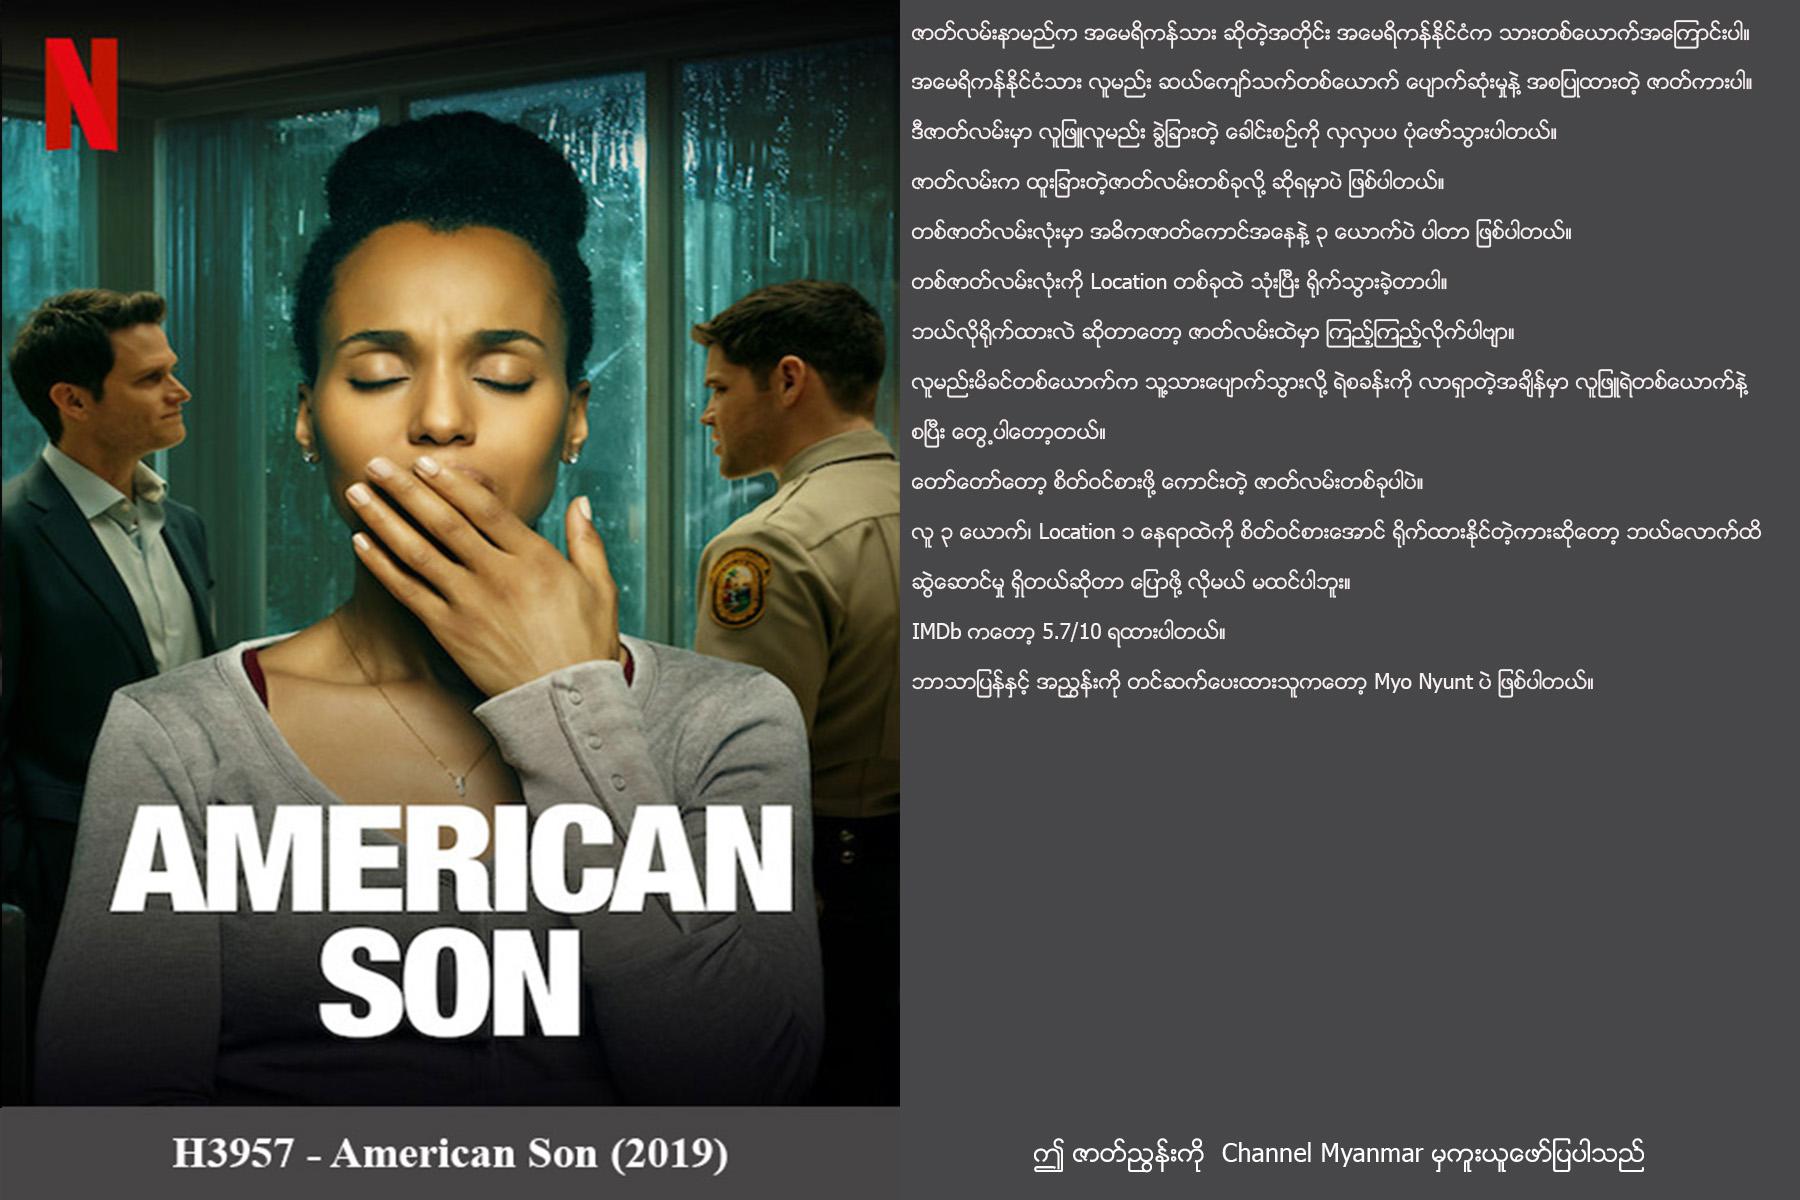 N
AMERICAN
SON
H3957 - American Son (2019)
ဇာတ်လမ်းနာမည်က အမေရိကန်သား ဆိုတဲ့အတိုင်း အမေရိကန်နိုင်ငံက သားတစ်ယောက်အကြောင်းပါ။
အမေရိကန်နိုင်ငံသား လူမည်း ဆယ်ကျော်သက်တစ်ယောက် ပျောက်ဆုံးမှုနဲ့ အစပြုထားတဲ့ ဇာတ်ကားပါ။
ဒီဇာတ်လမ်းမှာ လူဖြူလူမည်း ခွဲခြားတဲ့ ခေါင်းစဉ်ကို လှလှပပ ပုံဖော်သွားပါတယ်။
ဇာတ်လမ်းက ထူးခြားတဲ့ဇာတ်လမ်းတစ်ခုလို့ ဆိုရမှာပဲ ဖြစ်ပါတယ်။
တစ်ဇာတ်လမ်းလုံးမှာ အဓိကဇာတ်ကောင်အနေနဲ့ ၃ ယောက်ပဲ ပါတာ ဖြစ်ပါတယ်။
တစ်ဇာတ်လမ်းလုံးကို Location တစ်ခုထဲ သုံးပြီး ရိုက်သွားခဲ့တာပါ။
ဘယ်လိုရိုက်ထားလဲ ဆိုတာတော့ ဇာတ်လမ်းထဲမှာ ကြည့်ကြည့်လိုက်ပါဗျာ။
လူမည်းမိခင်တစ်ယောက်က သူ့သားပျောက်သွားလို့ ရဲစခန်းကို လာရှာတဲ့အချိန်မှာ လူဖြူရဲတစ်ယောက်နဲ့
စပြီး တွေ့ပါတော့တယ်။
တော်တော်တော့ စိတ်ဝင်စားဖို့ ကောင်းတဲ့ ဇာတ်လမ်းတစ်ခုပါပဲ။
လူ ၃ ယောက်၊ Location ၁ နေရာထဲကို စိတ်ဝင်စားအောင် ရိုက်ထားနိုင်တဲ့ကားဆိုတော့ ဘယ်လောက်ထိ
ဆွဲဆောင်မှု ရှိတယ်ဆိုတာ ပြောဖို့ လိုမယ် မထင်ပါဘူး။
IMDb ကတော့ 5.7/10 ရထားပါတယ်။
ဘာသာပြန်နှင့် အညွှန်းကို တင်ဆက်ပေးထားသူကတော့ Myo Nyunt ပဲ ဖြစ်ပါတယ်။
ဤ ဇာတ်ညွှန်းကို Channel Myanmar မှကူးယူဖော်ပြပါသည်